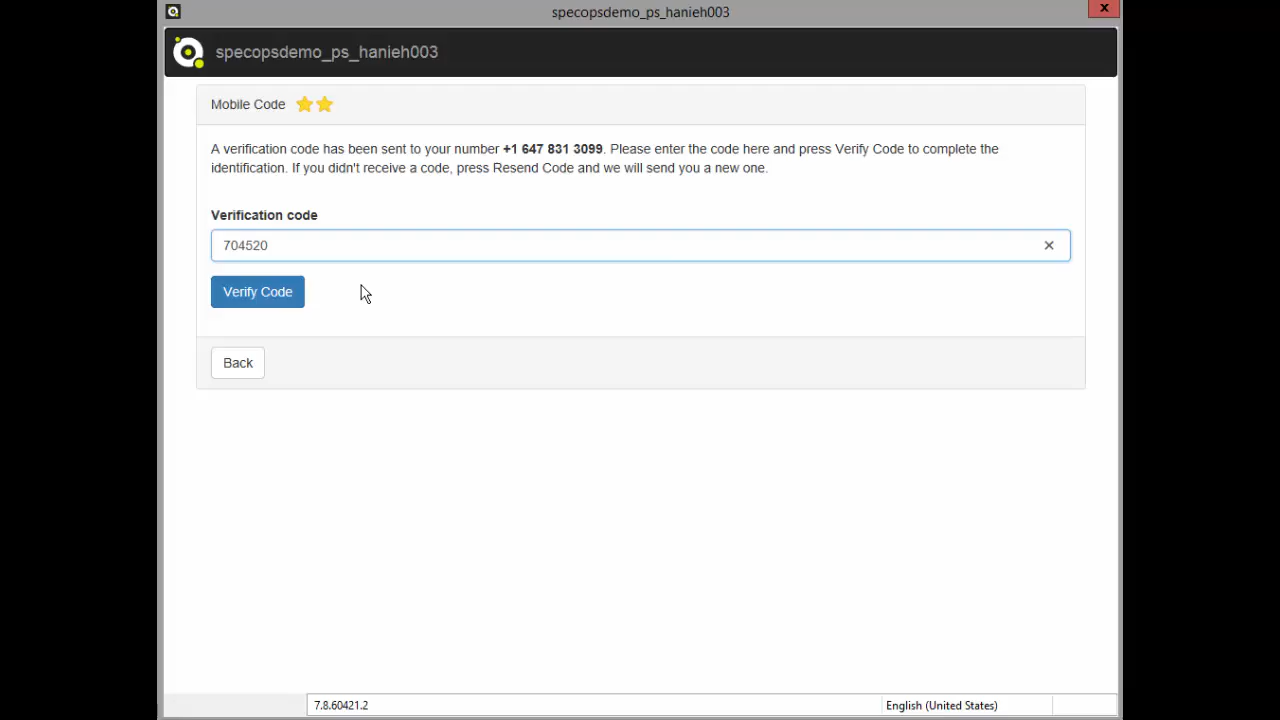 specopsdemo_ps_hanieh003
specopsdemo_ps_hanieh003
Mobile Code
A verification code has been sent to your number +1 647 831 3099. Please enter the code here and press Verify Code to complete the
identification. If you didn't receive a code, press Resend Code and we will send you a new one.
Verification code
704520
Verify Code
Back
7.8.60421.2
English (United States)